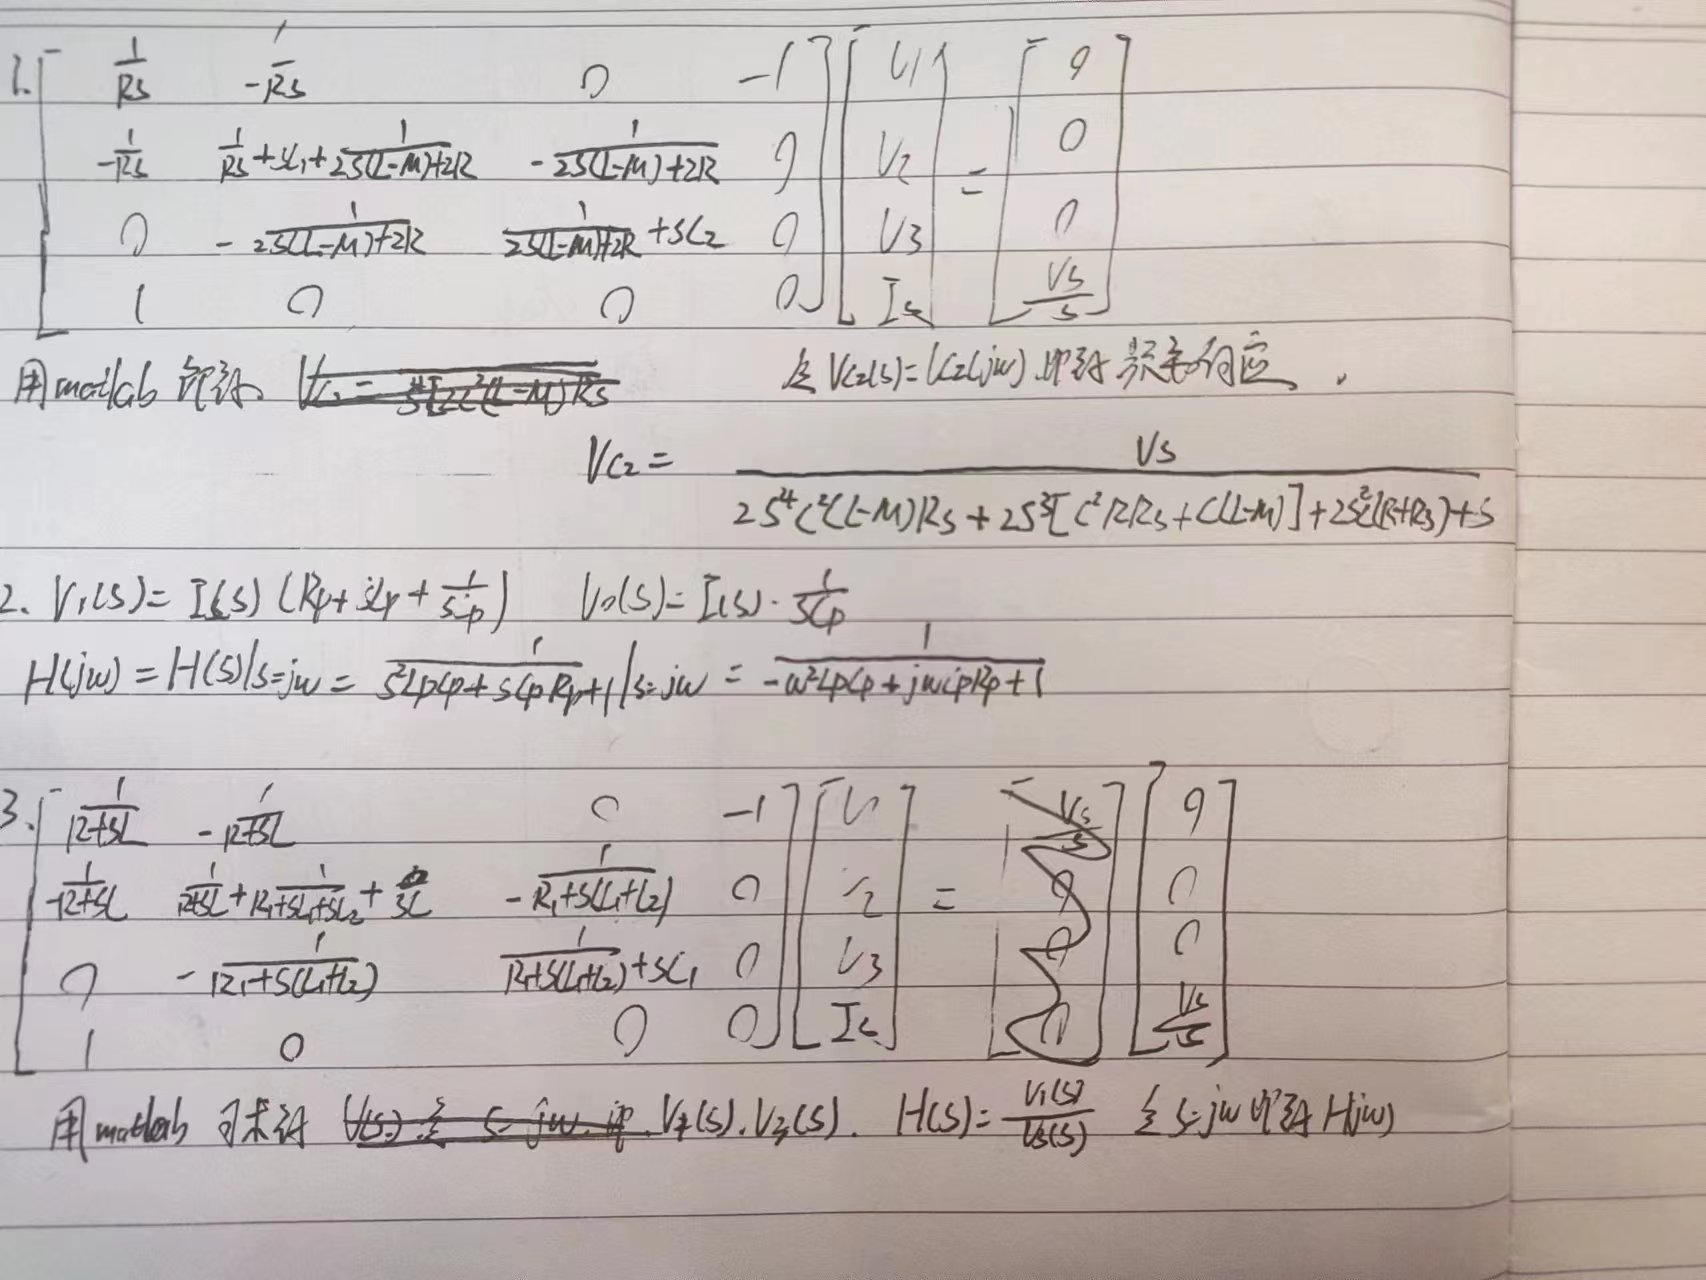 1. [ 1/Rs  -1/Rs  0  -1 ] [ V1 ] = [ 0 ]
-1/Rs  1/Rs+sC1+1/(2S(L-M)+2R)  -1/(2S(L-M)+2R)  0  V2  0
0  -1/(2S(L-M)+2R)  1/(2S(L-M)+2R)+SC2  0  V3  0
1  0  0  0  Is  Vs/s
用matlab 解得 令 VC2(s)=VC2(jw) 即得 频率响应.
VC2 = Vs/(2S⁴C²(L-M)Rs + 2S³[C²RRs+C(L-M)] + 2S²C(R+Rs)+S)
2. V1(s) = I(s) (Rp+sLp+1/sCp)  V0(s) = I(s)·1/sCp
H(jw) = H(s)|s=jw = 1/(s²LpCp+sCpRp+1)|s=jw = 1/(-w²LpCp+jwCpRp+1)
3. [ 1/(R+SL)  -1/(R+SL)  0  -1 ] [ V1 ] = [ 0 ]
-1/(R+SL)  1/(R+SL)+1/(R1+SL1+SL2)+SC  -1/(R1+S(L1+L2))  0  V2  0
0  -1/(R1+S(L1+L2))  1/(R1+S(L1+L2))+SC1  0  V3  0
1  0  0  0  Is  Vs/s
用matlab 可求得 V1(s). V3(s). H(s)=V1(s)/V3(s) 令 s=jw 即得 H(jw)